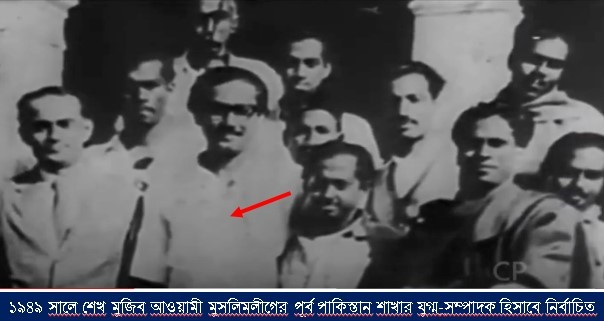 CP
১৯৪৯ সালে শেখ মুজিব আওয়ামী মুসলিমলীগের পূর্ব পাকিস্তান শাখার যুগ্ম-সম্পাদক হিসাবে নির্বাচিত